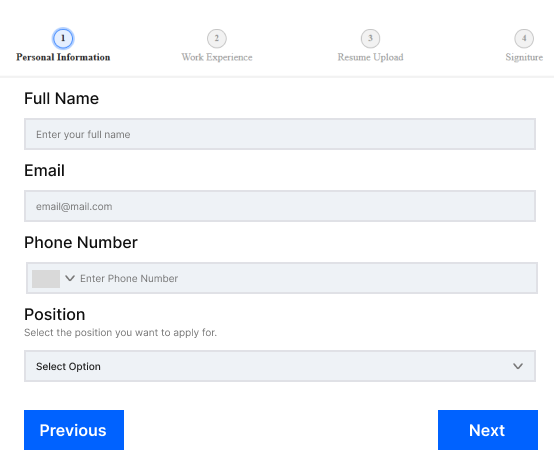 1 2 3 4
Personal Information Work Experience Resume Upload Signiture
Full Name
Enter your full name
Email
email@mail.com
Phone Number
Enter Phone Number
Position
Select the position you want to apply for.
Select Option
Previous Next